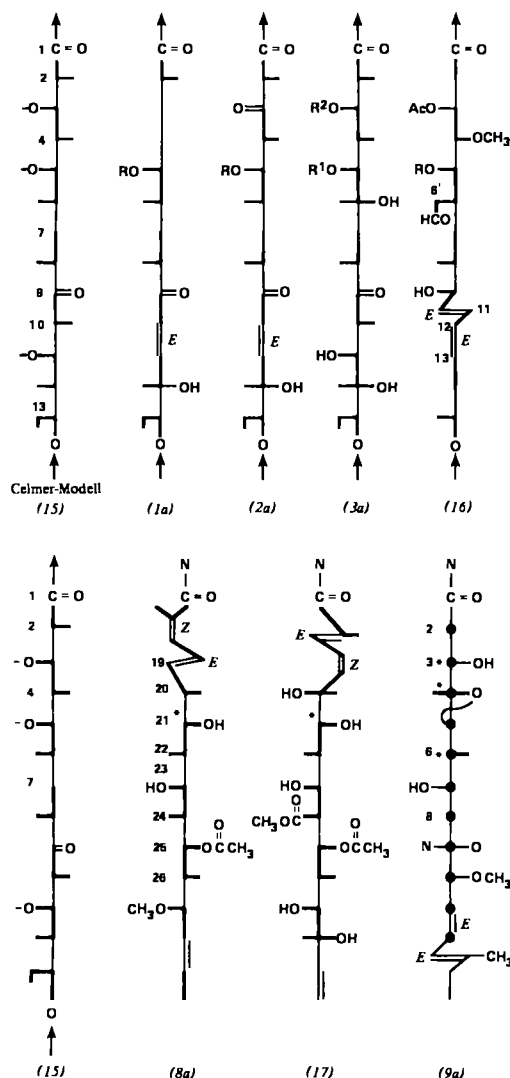 1 C = O C = O C = O C = O C = O
2
-O O R²O AcO
4 OCH₃
-O RO RO R¹O RO
6'
OH
HCO
7
9 O O O O HO
E 11
10 12
E E E
-O HO 13
OH OH OH
13
O O O O O
Celmer-Modell
(15) (1a) (2a) (3a) (16)
N N N
1 C = O C = O C = O C = O
2 Z E 2
-O 19 E Z 3 * OH
4 20 HO * O
-O 21 * OH * OH
22 6 *
7 23 HO HO HO
O
24 CH₃CO O 8
O 25 OCCH₃ OCCH₃ N O
O
26 OCH₃
-O CH₃O HO E
OH E CH₃
O
(15) (8a) (17) (9a)